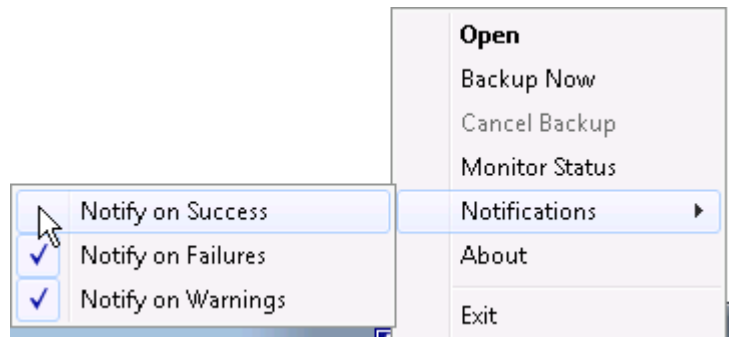 Open
Backup Now
Cancel Backup
Monitor Status
Notifications
About
Exit
Notify on Success
Notify on Failures
Notify on Warnings